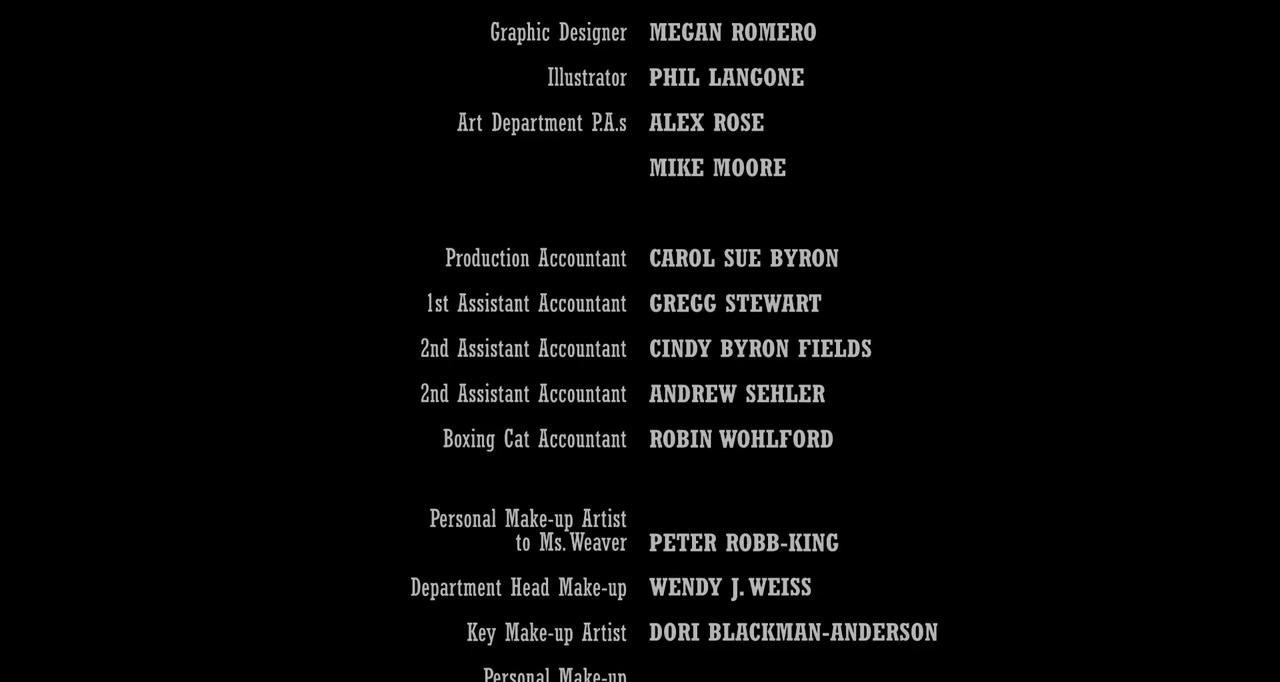 Graphic Designer MEGAN ROMERO
Illustrator PHIL LANGONE
Art Department P.A.s ALEX ROSE
MIKE MOORE
Production Accountant CAROL SUE BYRON
1st Assistant Accountant GREGG STEWART
2nd Assistant Accountant CINDY BYRON FIELDS
2nd Assistant Accountant ANDREW SEHLER
Boxing Cat Accountant ROBIN WOHLFORD
Personal Make-up Artist
to Ms. Weaver PETER ROBB-KING
Department Head Make-up WENDY J. WEISS
Key Make-up Artist DORI BLACKMAN-ANDERSON
Personal Make-up